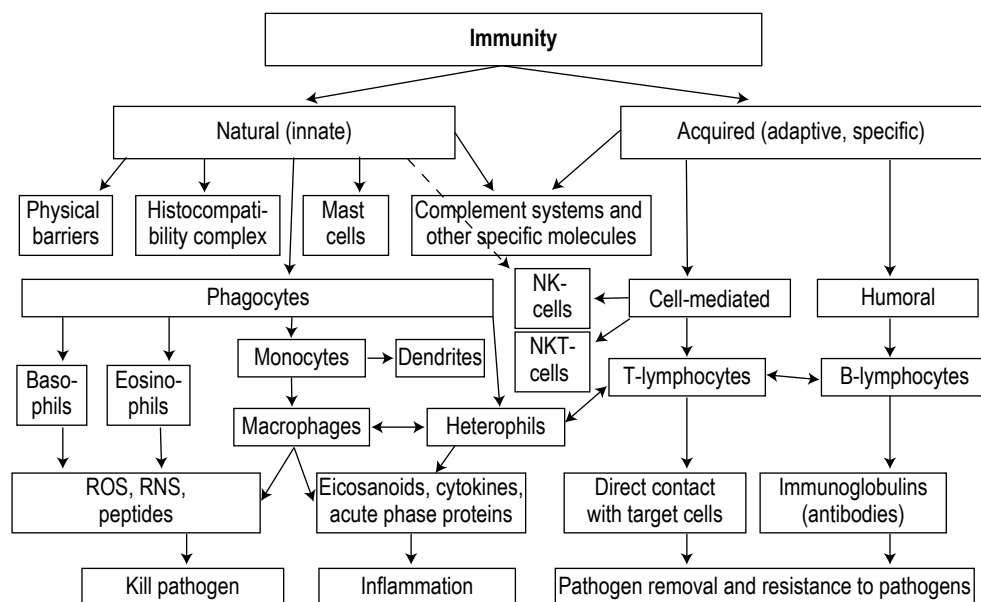 Immunity
Natural (innate)
Acquired (adaptive, specific)
Physical
barriers
Histocompati-
bility complex
Mast
cells
Complement systems and
other specific molecules
Phagocytes
NK-
cells
Cell-mediated
Humoral
Monocytes
Dendrites
NKT-
cells
Baso-
phils
Eosino-
phils
T-lymphocytes
B-lymphocytes
Macrophages
Heterophils
ROS, RNS,
peptides
Eicosanoids, cytokines,
acute phase proteins
Direct contact
with target cells
Immunoglobulins
(antibodies)
Kill pathogen
Inflammation
Pathogen removal and resistance to pathogens